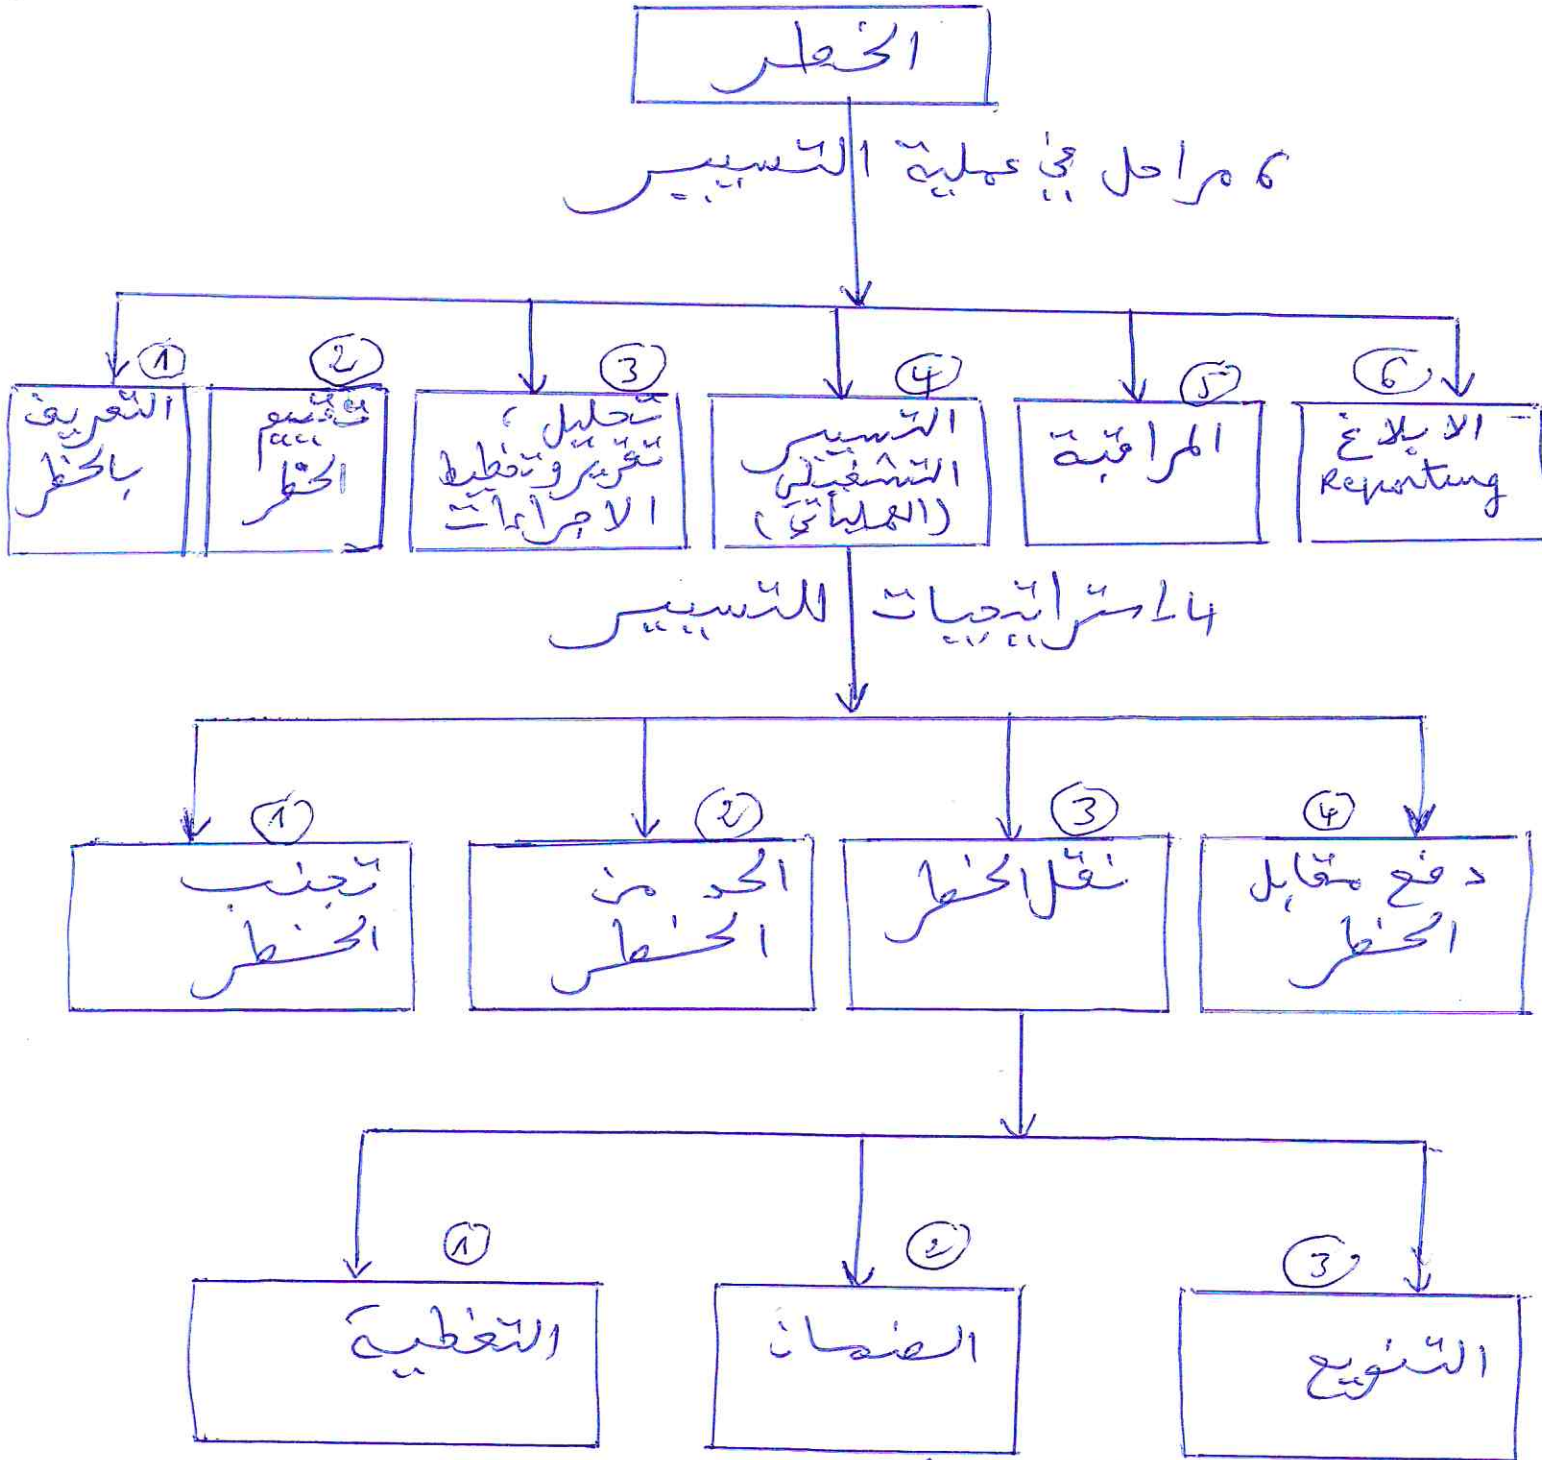 الخطر
6 مراحل في عملية التسيير
①
التعريف
بالخطر
②
تقييم
الخطر
③
تحليل،
تقرير وتخطيط
الاجراءات
④
التسيير
التشغيلي
(العملياتي)
⑤
المراقبة
⑥
الابلاغ
Reporting
4 استراتيجيات للتسيير
①
تجنب
الخطر
②
الحد من
الخطر
③
نقل الخطر
④
دفع مقابل
الخطر
①
التغطية
②
الضمان
③
التنويع